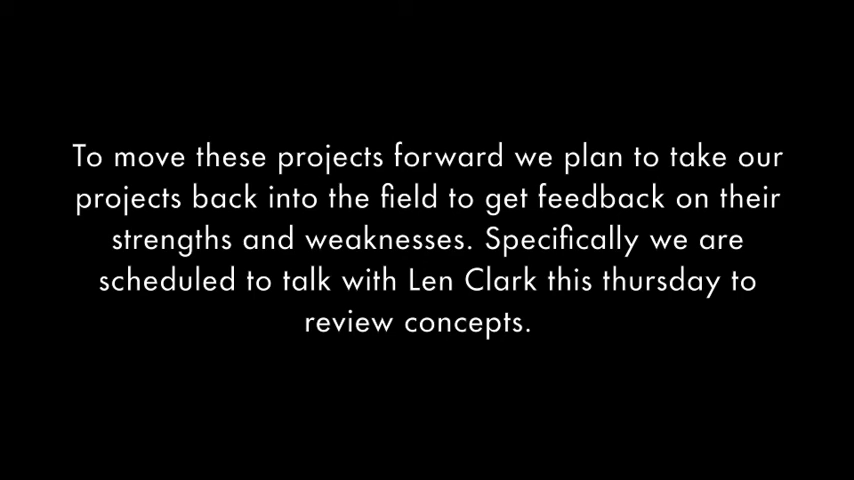 To move these projects forward we plan to take our
projects back into the field to get feedback on their
strengths and weaknesses. Specifically we are
scheduled to talk with Len Clark this thursday to
review concepts.